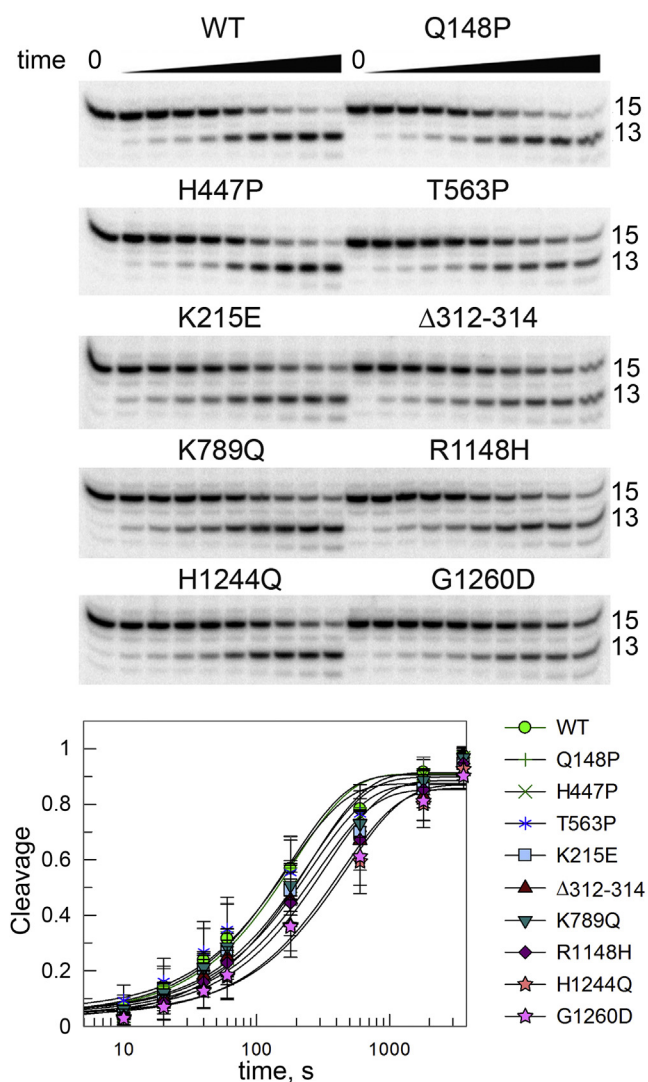 WT Q148P
time 0 0
15
13
H447P T563P
15
13
K215E Δ312-314
15
13
K789Q R1148H
15
13
H1244Q G1260D
15
13
1
0.8
0.6
0.4
0.2
0
Cleavage
10 100 1000
time, s
WT
Q148P
H447P
T563P
K215E
Δ312-314
K789Q
R1148H
H1244Q
G1260D